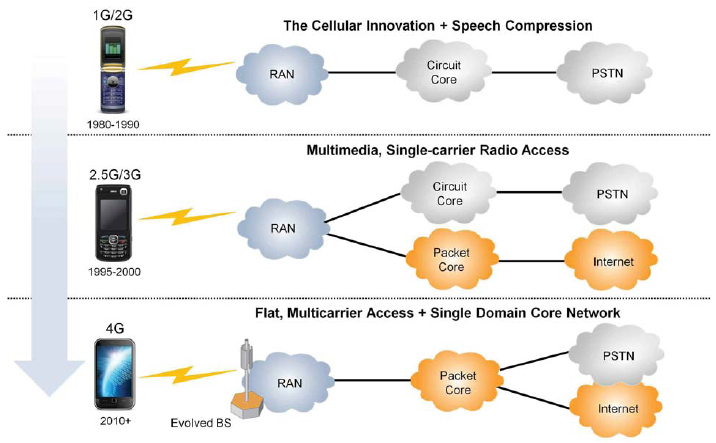 1G/2G
The Cellular Innovation + Speech Compression
RAN
Circuit
Core
PSTN
1980-1990
Multimedia, Single-carrier Radio Access
2.5G/3G
Circuit
Core
PSTN
RAN
Packet
Core
Internet
1995-2000
Flat, Multicarrier Access + Single Domain Core Network
4G
PSTN
RAN
Packet
Core
Internet
2010+
Evolved BS